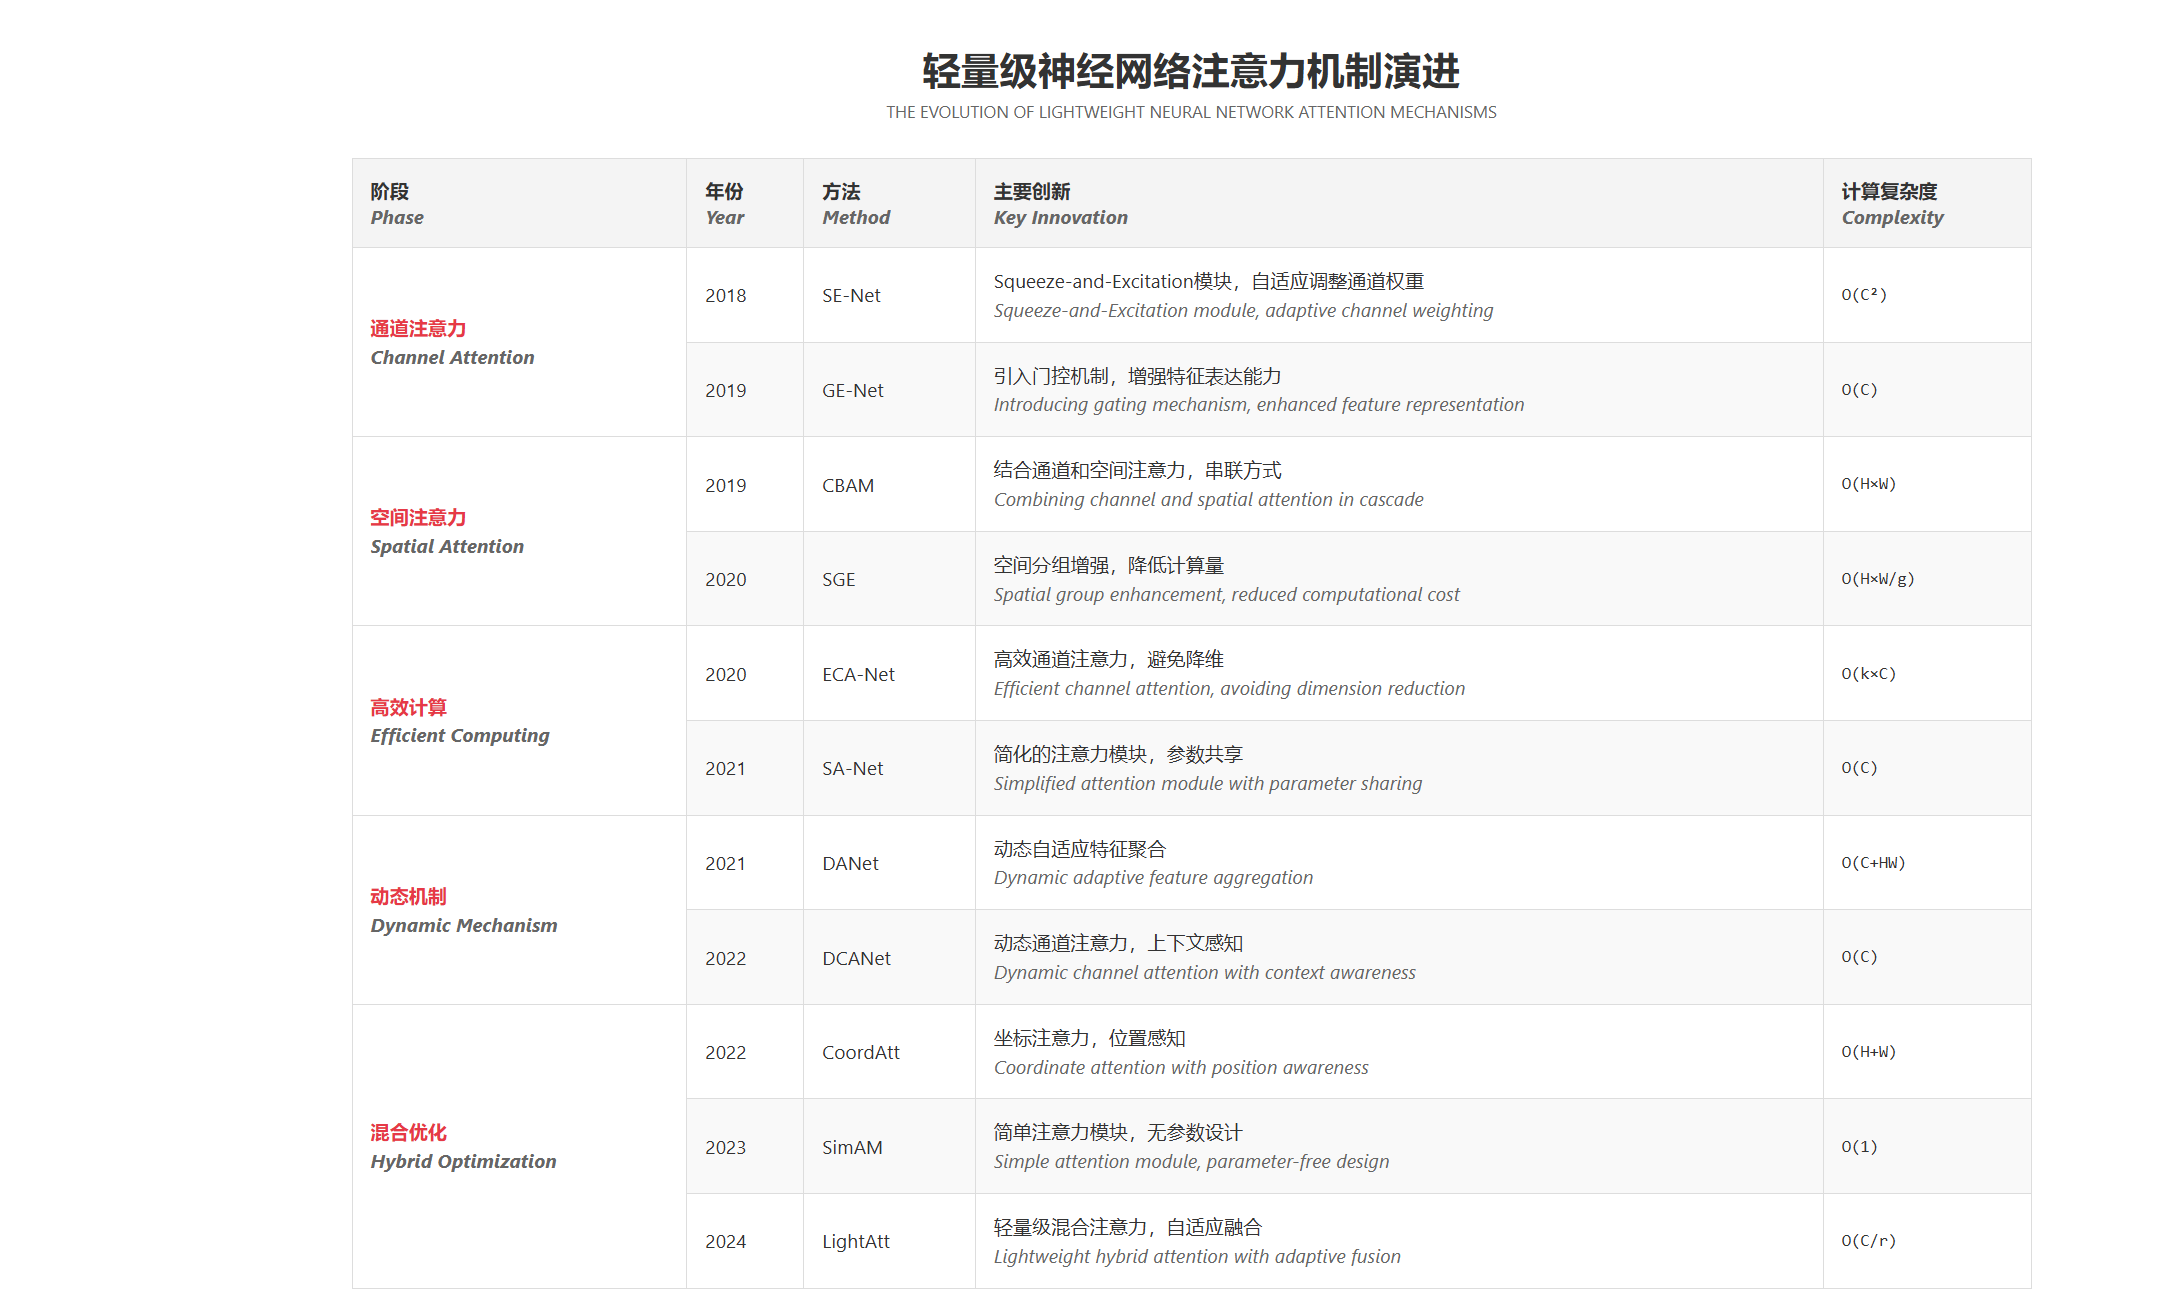 轻量级神经网络注意力机制演进
THE EVOLUTION OF LIGHTWEIGHT NEURAL NETWORK ATTENTION MECHANISMS
阶段
Phase
年份
Year
方法
Method
主要创新
Key Innovation
计算复杂度
Complexity
通道注意力
Channel Attention
2018
SE-Net
Squeeze-and-Excitation模块，自适应调整通道权重
Squeeze-and-Excitation module, adaptive channel weighting
O(C²)
2019
GE-Net
引入门控机制，增强特征表达能力
Introducing gating mechanism, enhanced feature representation
O(C)
空间注意力
Spatial Attention
2019
CBAM
结合通道和空间注意力，串联方式
Combining channel and spatial attention in cascade
O(H×W)
2020
SGE
空间分组增强，降低计算量
Spatial group enhancement, reduced computational cost
O(H×W/g)
高效计算
Efficient Computing
2020
ECA-Net
高效通道注意力，避免降维
Efficient channel attention, avoiding dimension reduction
O(k×C)
2021
SA-Net
简化的注意力模块，参数共享
Simplified attention module with parameter sharing
O(C)
动态机制
Dynamic Mechanism
2021
DANet
动态自适应特征聚合
Dynamic adaptive feature aggregation
O(C+HW)
2022
DCANet
动态通道注意力，上下文感知
Dynamic channel attention with context awareness
O(C)
混合优化
Hybrid Optimization
2022
CoordAtt
坐标注意力，位置感知
Coordinate attention with position awareness
O(H+W)
2023
SimAM
简单注意力模块，无参数设计
Simple attention module, parameter-free design
O(1)
2024
LightAtt
轻量级混合注意力，自适应融合
Lightweight hybrid attention with adaptive fusion
O(C/r)